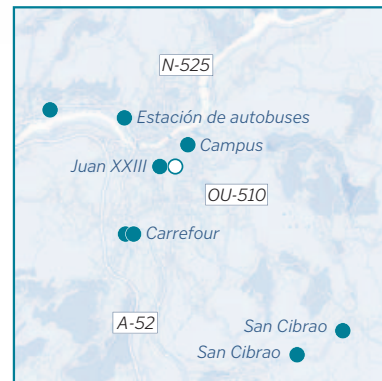 N-525
Estación de autobuses
Campus
Juan XXIII
OU-510
Carrefour
A-52
San Cibrao
San Cibrao